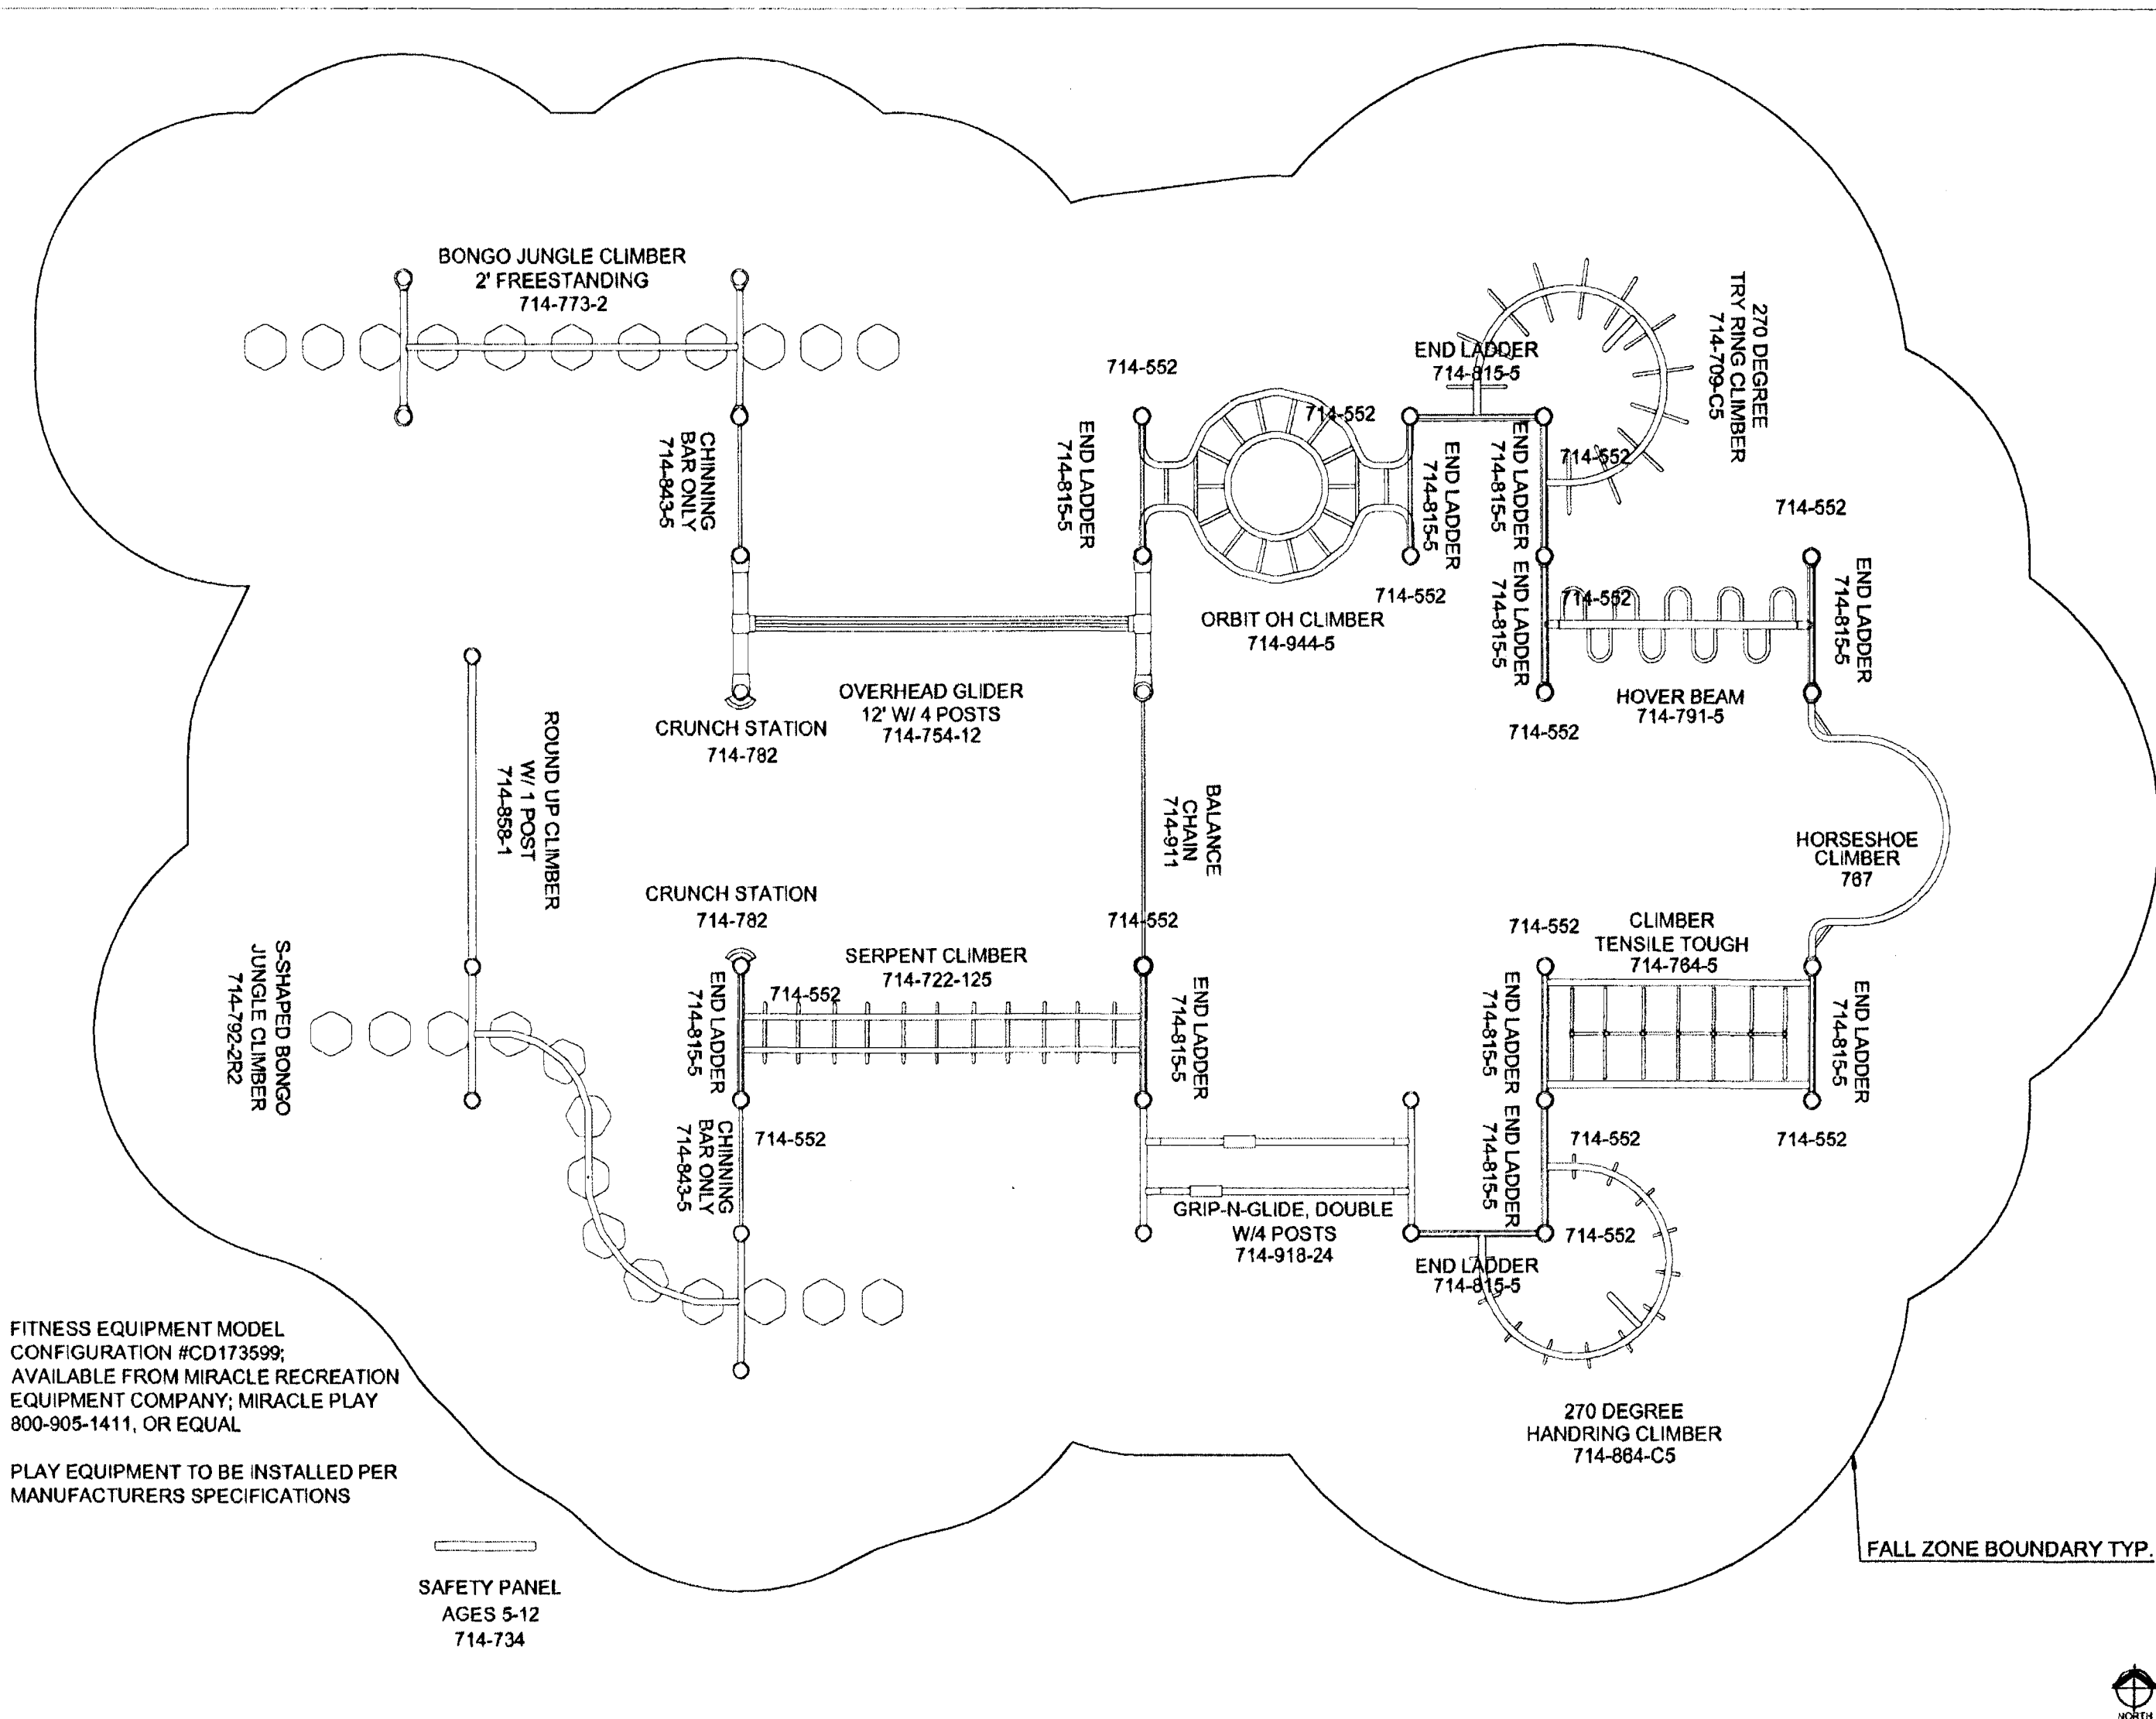 BONGO JUNGLE CLIMBER
2' FREESTANDING
714-773-2
270 DEGREE
TRY RING CLIMBER
714-709-C5
END LADDER
714-815-5
714-552
714-552
CHINNING
BAR ONLY
714-843-5
END LADDER
714-815-5
END LADDER
714-815-5
END LADDER
714-815-5
714-552
714-552
714-552
ORBIT OH CLIMBER
714-944-5
END LADDER
714-815-5
714-552
END LADDER
714-815-5
HOVER BEAM
714-791-5
714-552
OVERHEAD GLIDER
12' W/ 4 POSTS
714-754-12
CRUNCH STATION
714-782
ROUND UP CLIMBER
W/ 1 POST
714-858-1
BALANCE
CHAIN
714-911
HORSESHOE
CLIMBER
767
CRUNCH STATION
714-782
714-552
714-552
CLIMBER
TENSILE TOUGH
714-764-5
SERPENT CLIMBER
714-722-125
714-552
S-SHAPED BONGO
JUNGLE CLIMBER
714-792-2R2
END LADDER
714-815-5
END LADDER
714-815-5
END LADDER
714-815-5
END LADDER
714-815-5
CHINNING
BAR ONLY
714-843-5
714-552
END LADDER
714-815-5
714-552
714-552
GRIP-N-GLIDE, DOUBLE
W/4 POSTS
714-918-24
714-552
END LADDER
714-815-5
270 DEGREE
HANDRING CLIMBER
714-864-C5
FITNESS EQUIPMENT MODEL
CONFIGURATION #CD173599;
AVAILABLE FROM MIRACLE RECREATION
EQUIPMENT COMPANY; MIRACLE PLAY
800-905-1411, OR EQUAL
PLAY EQUIPMENT TO BE INSTALLED PER
MANUFACTURERS SPECIFICATIONS
FALL ZONE BOUNDARY TYP.
SAFETY PANEL
AGES 5-12
714-734
NORTH